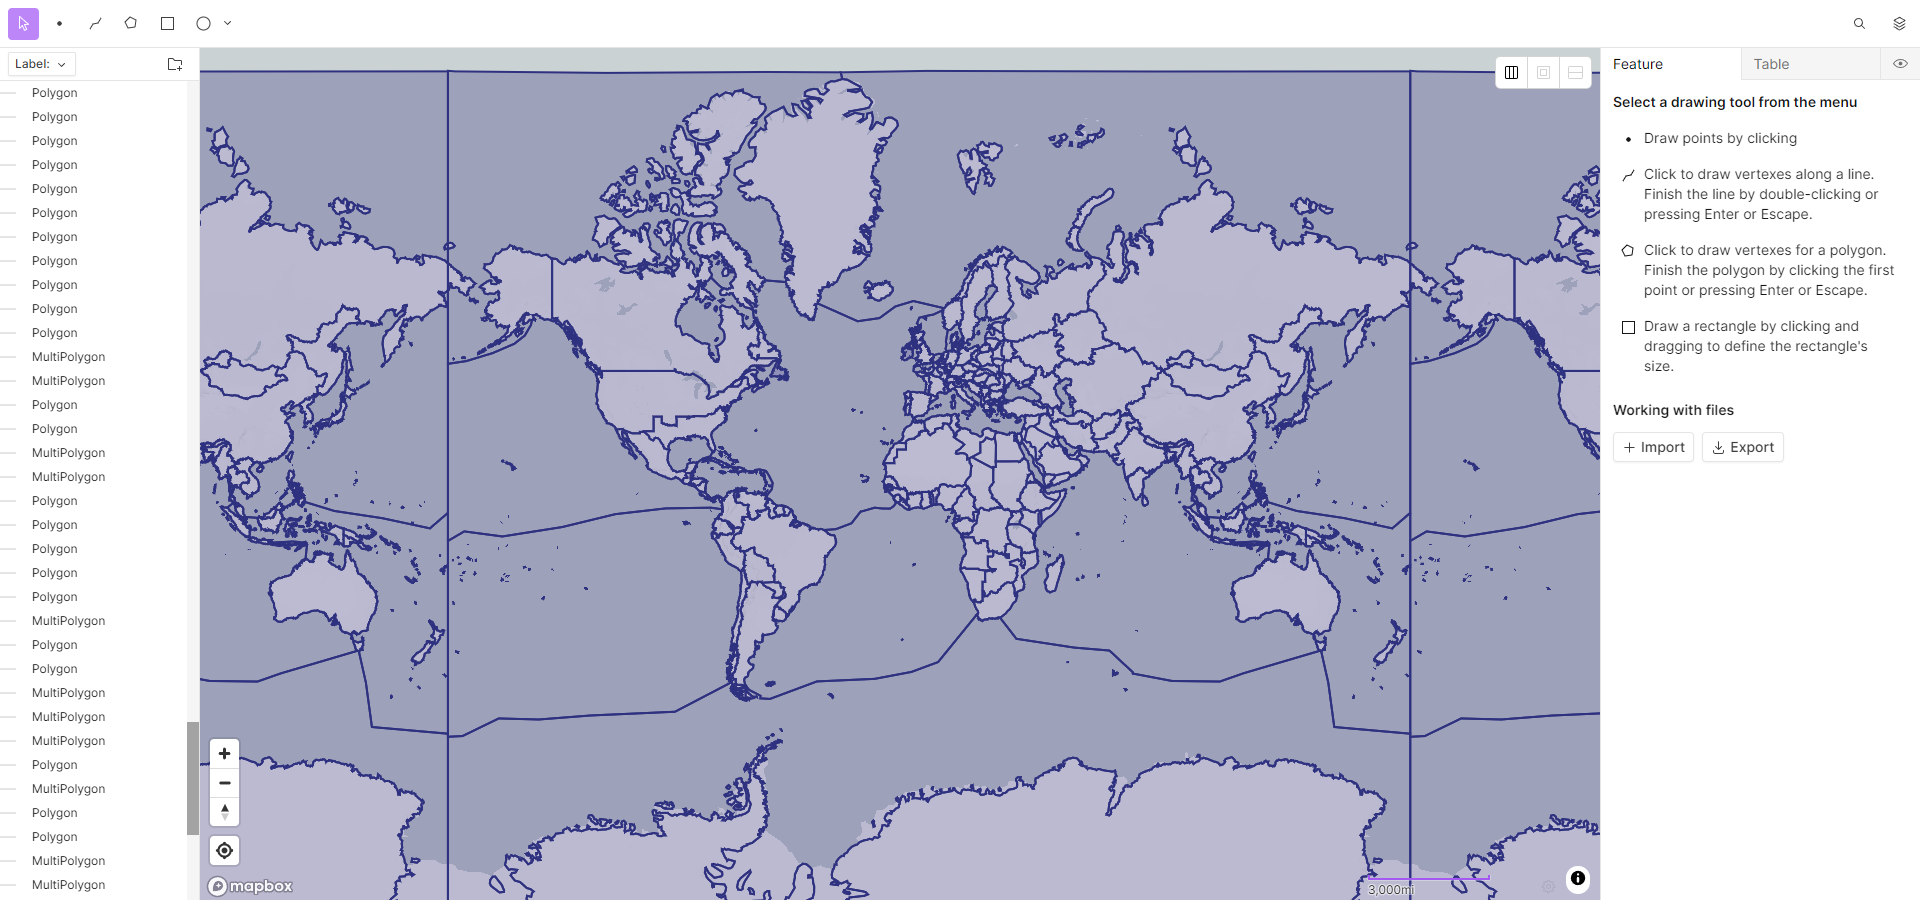 Label:
Polygon
Polygon
Polygon
Polygon
Polygon
Polygon
Polygon
Polygon
Polygon
Polygon
Polygon
MultiPolygon
MultiPolygon
Polygon
Polygon
MultiPolygon
MultiPolygon
Polygon
Polygon
Polygon
Polygon
Polygon
MultiPolygon
Polygon
Polygon
MultiPolygon
MultiPolygon
MultiPolygon
Polygon
MultiPolygon
Polygon
Polygon
MultiPolygon
MultiPolygon
mapbox
3,000mi
Feature
Table
Select a drawing tool from the menu
Draw points by clicking
Click to draw vertexes along a line.
Finish the line by double-clicking or
pressing Enter or Escape.
Click to draw vertexes for a polygon.
Finish the polygon by clicking the first
point or pressing Enter or Escape.
Draw a rectangle by clicking and
dragging to define the rectangle's
size.
Working with files
Import
Export